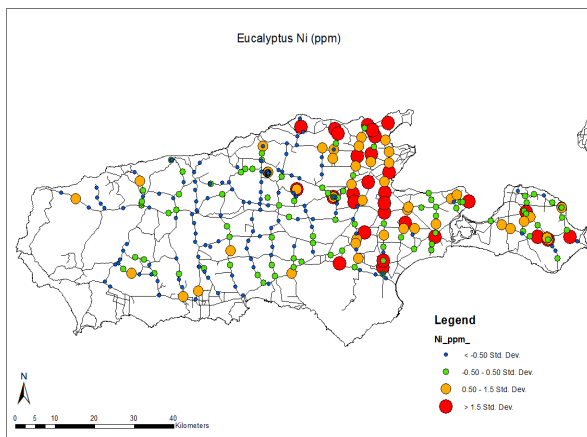 Eucalyptus Ni (ppm)
Legend
Ni_ppm_
< -0.50 Std. Dev.
-0.50 - 0.50 Std. Dev.
0.50 - 1.5 Std. Dev.
> 1.5 Std. Dev.
N
0 5 10 20 30 40
Kilometers